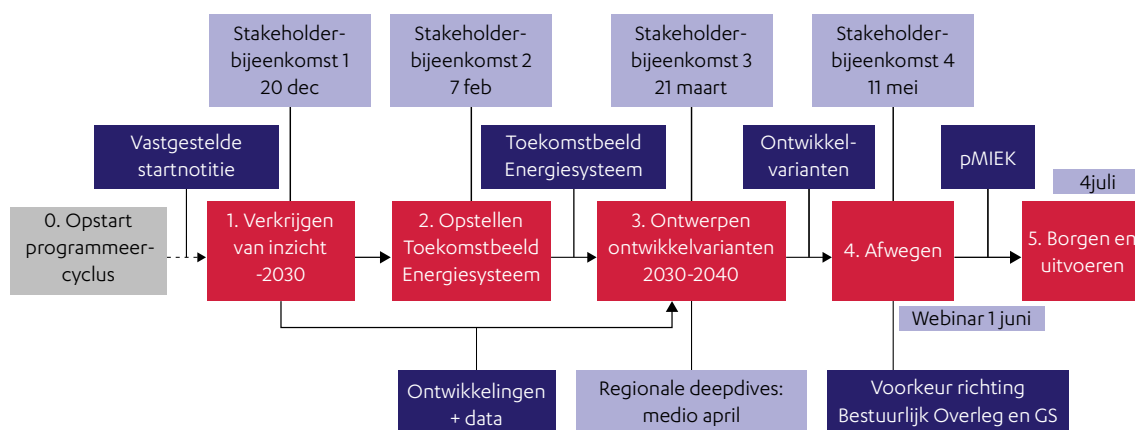 Stakeholder-
bijeenkomst 1
20 dec
Stakeholder-
bijeenkomst 2
7 feb
Stakeholder-
bijeenkomst 3
21 maart
Stakeholder-
bijeenkomst 4
11 mei
Vastgestelde
startnotitie
Toekomstbeeld
Energiesysteem
Ontwikkel-
varianten
pMIEK
4juli
0. Opstart
programmeer-
cyclus
1. Verkrijgen
van inzicht
-2030
2. Opstellen
Toekomstbeeld
Energiesysteem
3. Ontwerpen
ontwikkelvarianten
2030-2040
4. Afwegen
5. Borgen en
uitvoeren
Webinar 1 juni
Ontwikkelingen
+ data
Regionale deepdives:
medio april
Voorkeur richting
Bestuurlijk Overleg en GS